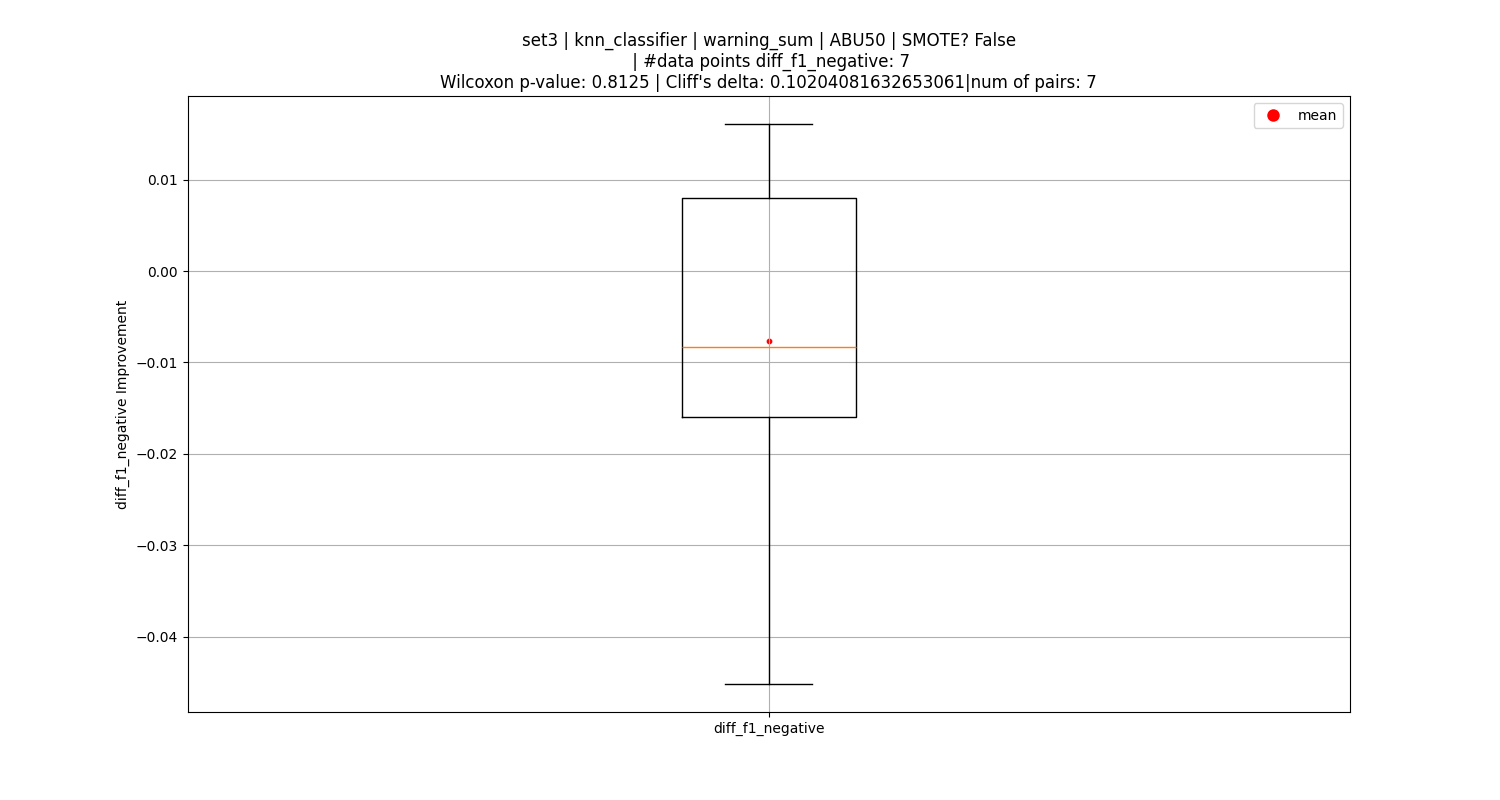 set3 | knn_classifier | warning_sum | ABU50 | SMOTE? False
| #data points diff_f1_negative: 7
Wilcoxon p-value: 0.8125 | Cliff's delta: 0.10204081632653061|num of pairs: 7
mean
0.01
0.00
−0.01
−0.02
−0.03
−0.04
diff_f1_negative Improvement
diff_f1_negative